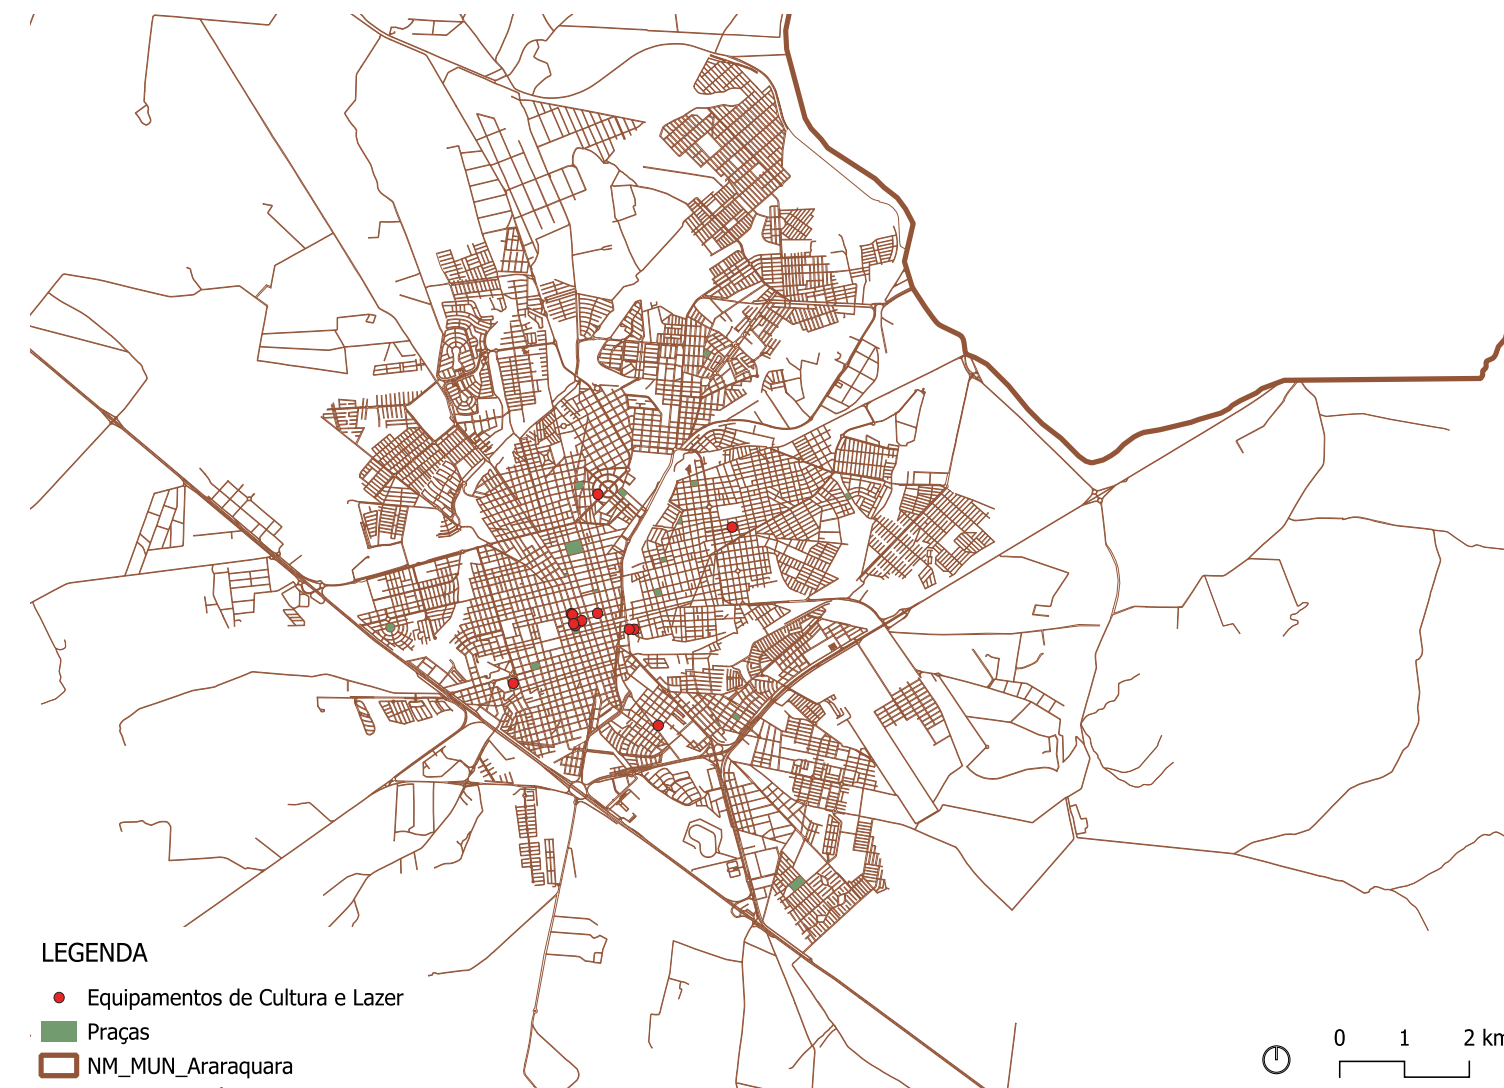 LEGENDA
Equipamentos de Cultura e Lazer
Praças
NM_MUN_Araraquara
0 1 2 km